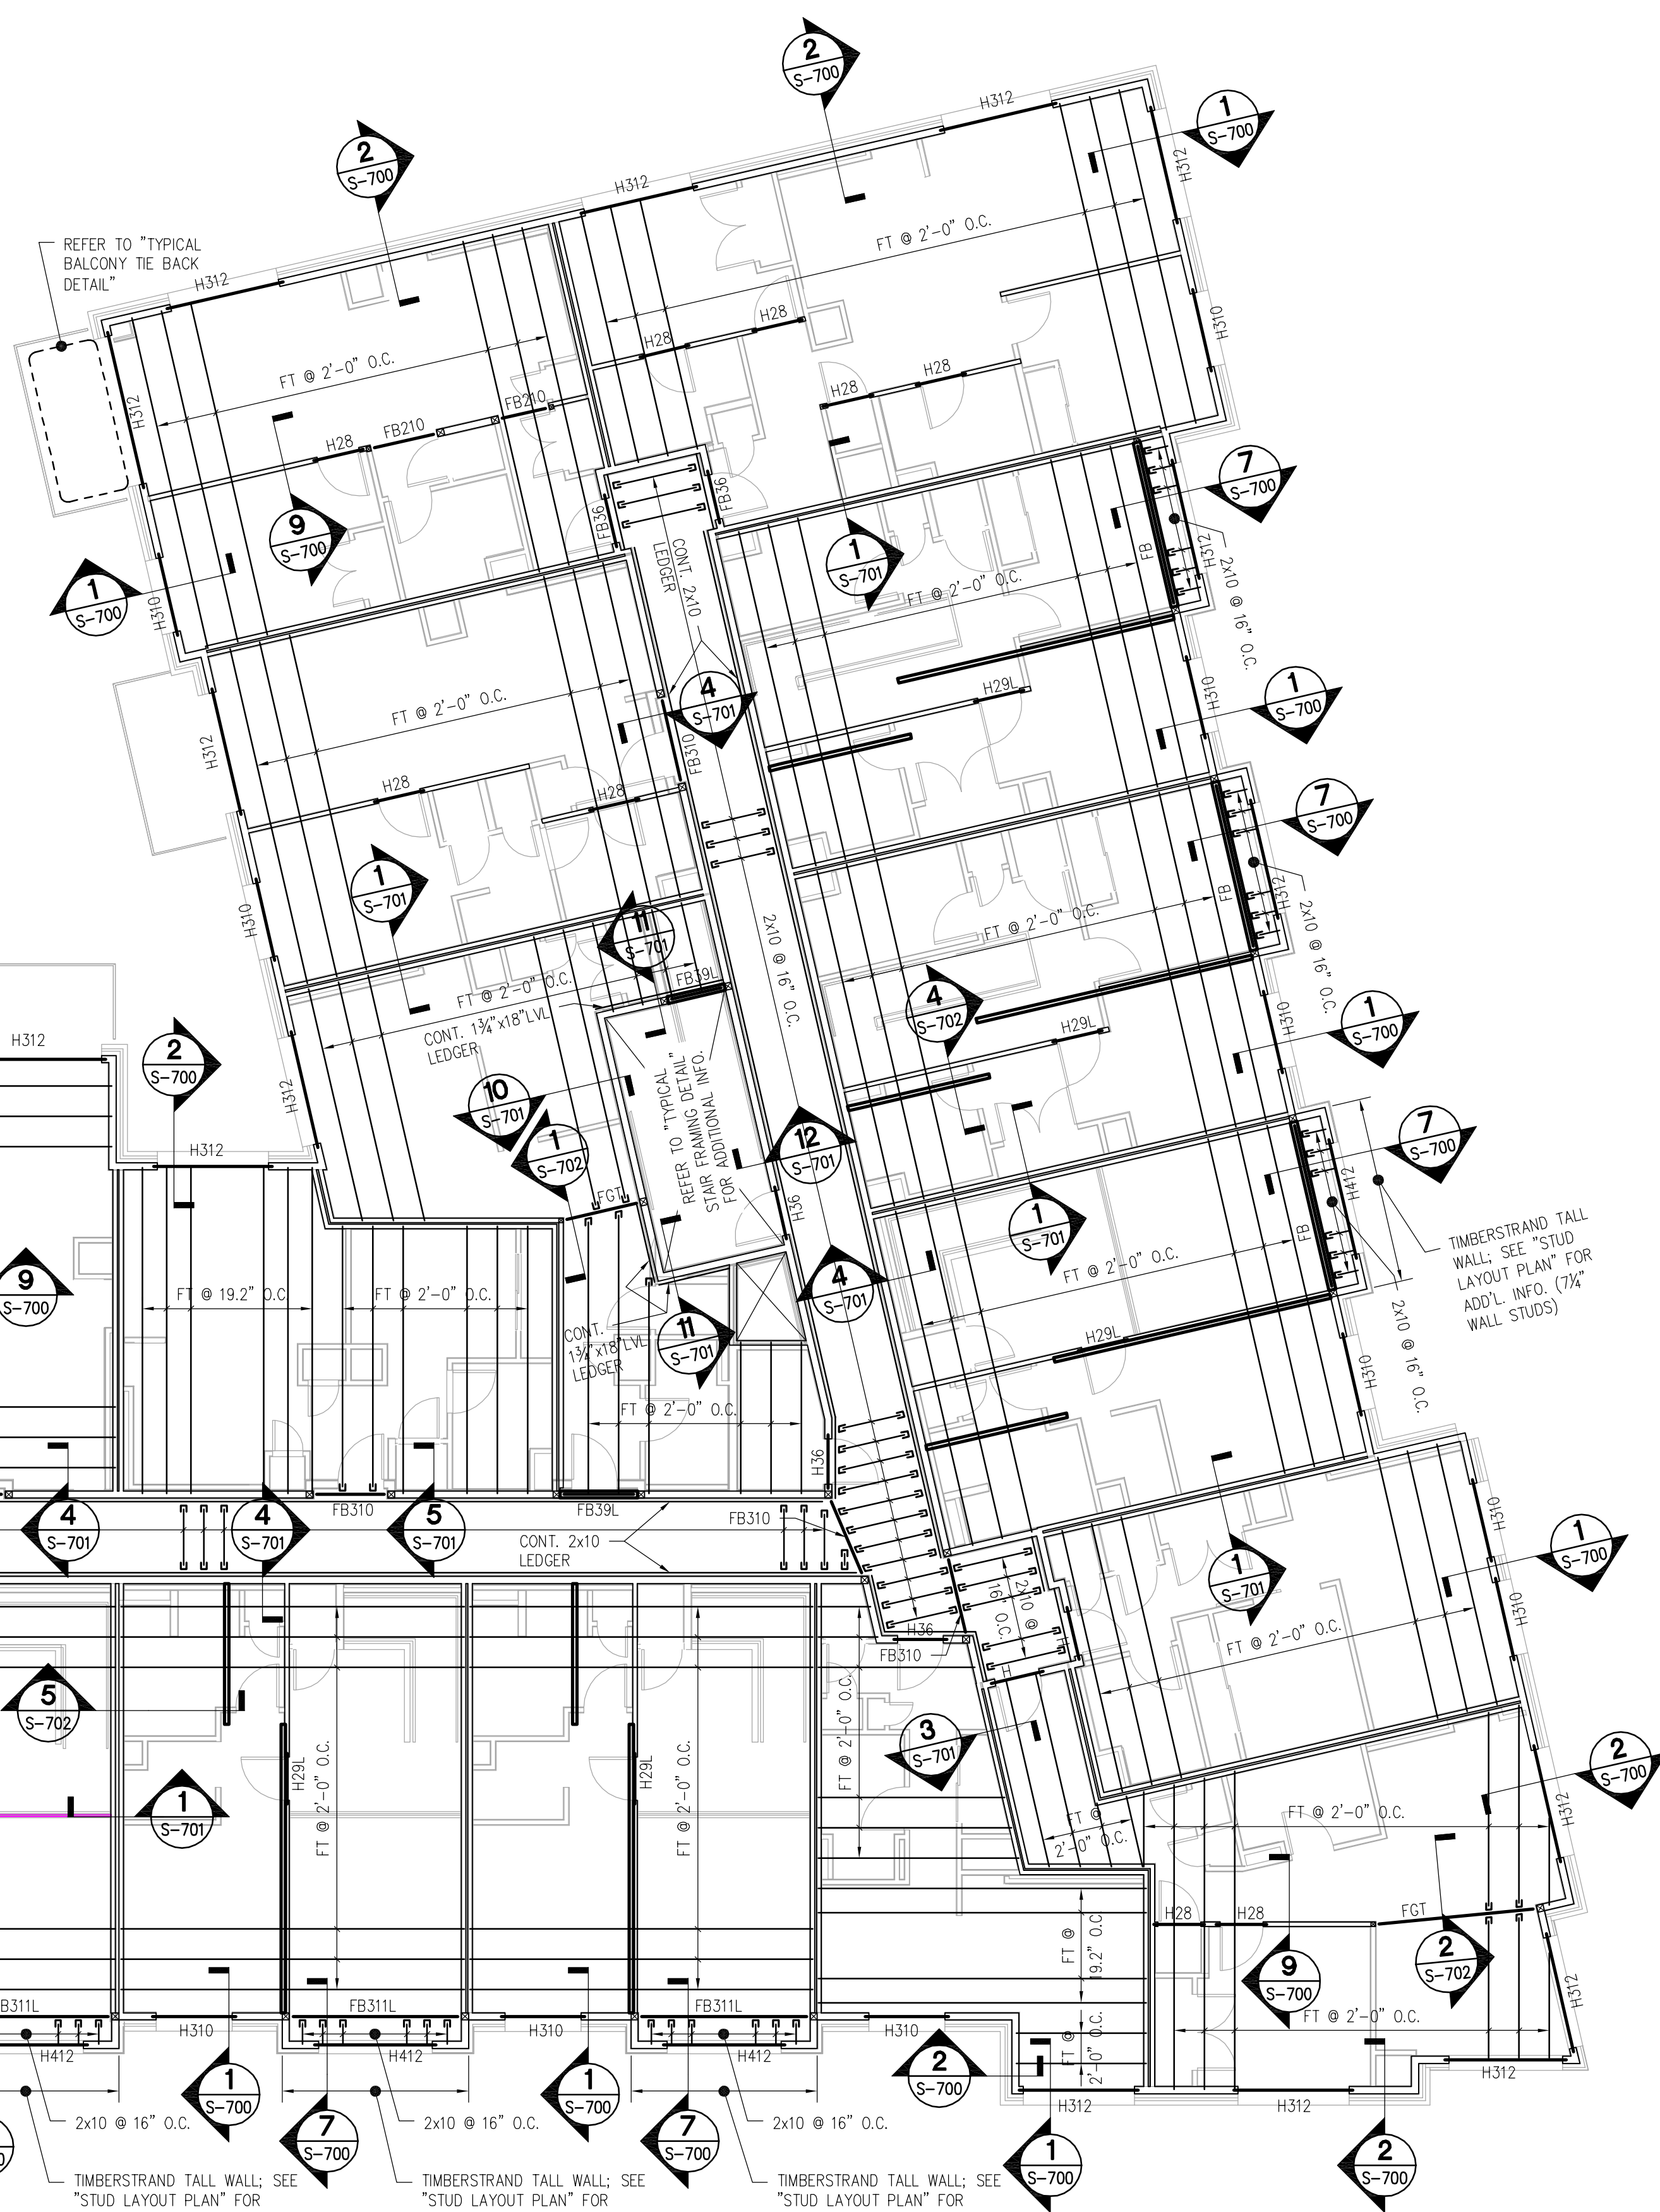 2
S-700
H312
1
S-700
H312
2
S-700
H312
FT @ 2'-0" O.C.
REFER TO "TYPICAL
BALCONY TIE BACK
DETAIL"
H312
H310
H28
H28
FT @ 2'-0" O.C.
H28
H28
H312
FB210
FB210
H28
7
S-700
FB36
FB36
9
S-700
1
S-701
FB
H312
2x10 @ 16" O.C.
CONT. 2x10
LEDGER
FT @ 2'-0" O.C.
1
S-700
H310
FT @ 2'-0" O.C.
4
S-701
H29L
H310
1
S-700
H312
FB310
H28
H28
7
S-700
1
S-701
H310
11
S-701
2x10 @ 16" O.C.
FT @ 2'-0" O.C.
FB
H312
2x10 @ 16" O.C.
FB39L
FT @ 2'-0" O.C.
CONT. 1¾"x18"LVL
LEDGER
4
S-702
H29L
H310
1
S-700
H312
2
S-700
H312
H312
10
S-701
1
S-702
REFER TO "TYPICAL
STAIR FRAMING DETAIL"
FOR ADDITIONAL INFO.
12
S-701
7
S-700
FGT
H36
1
S-701
FB
H412
TIMBERSTRAND TALL
WALL; SEE "STUD
LAYOUT PLAN" FOR
ADD'L. INFO. (7¼"
WALL STUDS)
2x10 @ 16" O.C.
9
S-700
FT @ 19.2" O.C.
FT @ 2'-0" O.C.
4
S-701
FT @ 2'-0" O.C.
CONT.
1¾"x18"LVL
LEDGER
11
S-701
H29L
H310
FT @ 2'-0" O.C.
H36
4
S-701
4
S-701
FB310
5
S-701
FB39L
FB310
CONT. 2x10
LEDGER
H310
1
S-700
2x10 @
16" O.C.
1
S-701
H310
H36
FB310
H
H
FT @ 2'-0" O.C.
5
S-702
3
S-701
FT @ 2'-0" O.C.
H29L
FT @ 2'-0" O.C.
H29L
FT @ 2'-0" O.C.
2
S-700
1
S-701
FT @
2'-0" O.C.
FT @ 2'-0" O.C.
H312
H28
H28
FGT
FT @
19.2" O.C.
9
S-700
2
S-702
H312
FB311L
FB311L
FB311L
H310
H310
H310
FT @ 2'-0" O.C.
FT @
2'-0" O.C.
H412
H412
H412
H312
1
S-700
1
S-700
2
S-700
H312
H312
2x10 @ 16" O.C.
7
S-700
2x10 @ 16" O.C.
7
S-700
2x10 @ 16" O.C.
1
S-700
2
S-700
TIMBERSTRAND TALL WALL; SEE
"STUD LAYOUT PLAN" FOR
TIMBERSTRAND TALL WALL; SEE
"STUD LAYOUT PLAN" FOR
TIMBERSTRAND TALL WALL; SEE
"STUD LAYOUT PLAN" FOR